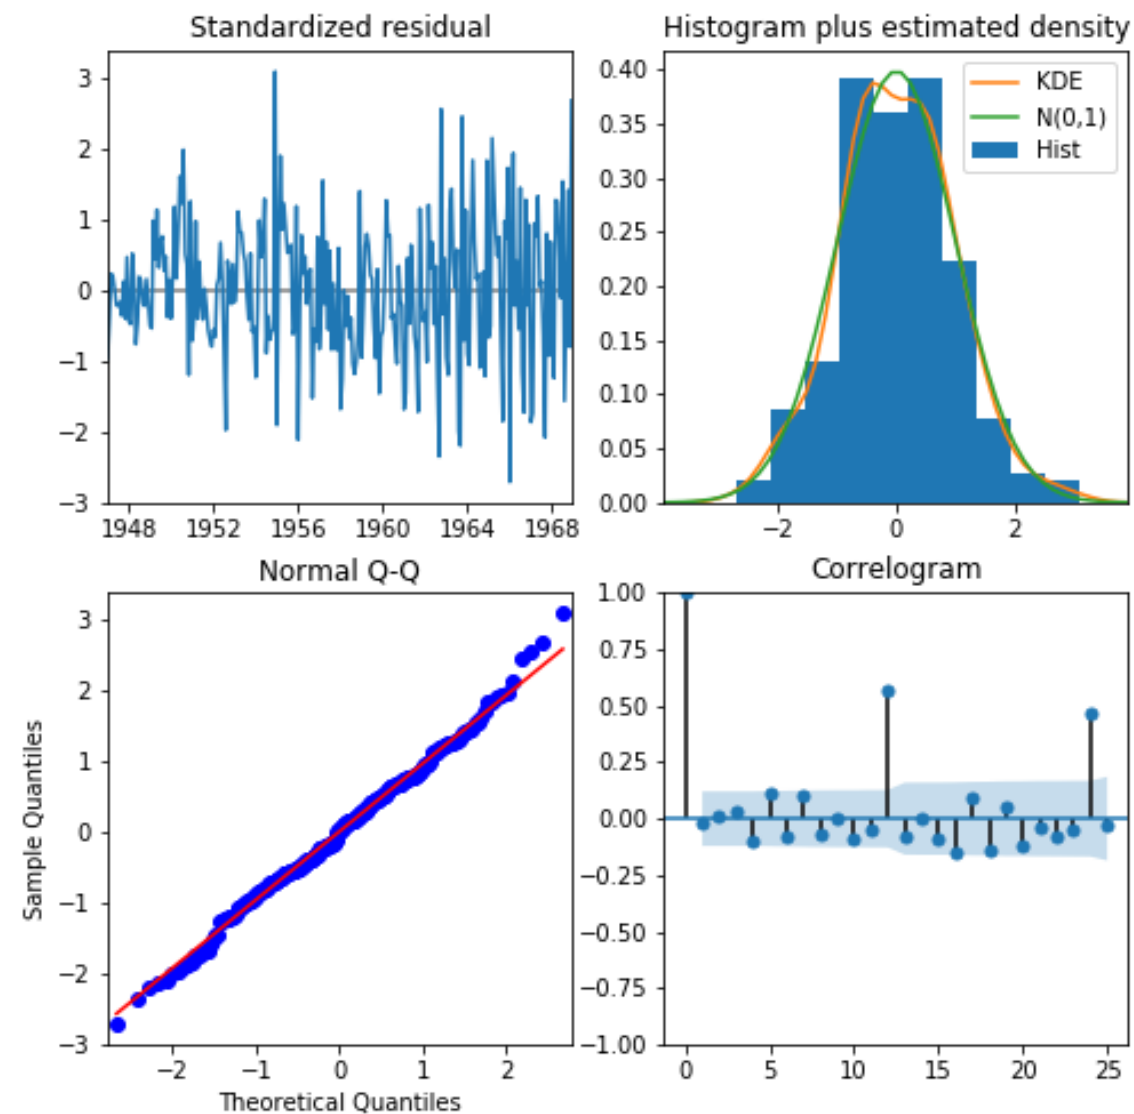 Standardized residual
3
2
1
0
−1
−2
−3
1948 1952 1956 1960 1964 1968
Histogram plus estimated density
0.40
0.35
0.30
0.25
0.20
0.15
0.10
0.05
0.00
KDE
N(0,1)
Hist
−2 0 2
Normal Q-Q
Sample Quantiles
3
2
1
0
−1
−2
−3
−2 −1 0 1 2
Theoretical Quantiles
Correlogram
1.00
0.75
0.50
0.25
0.00
−0.25
−0.50
−0.75
−1.00
0 5 10 15 20 25